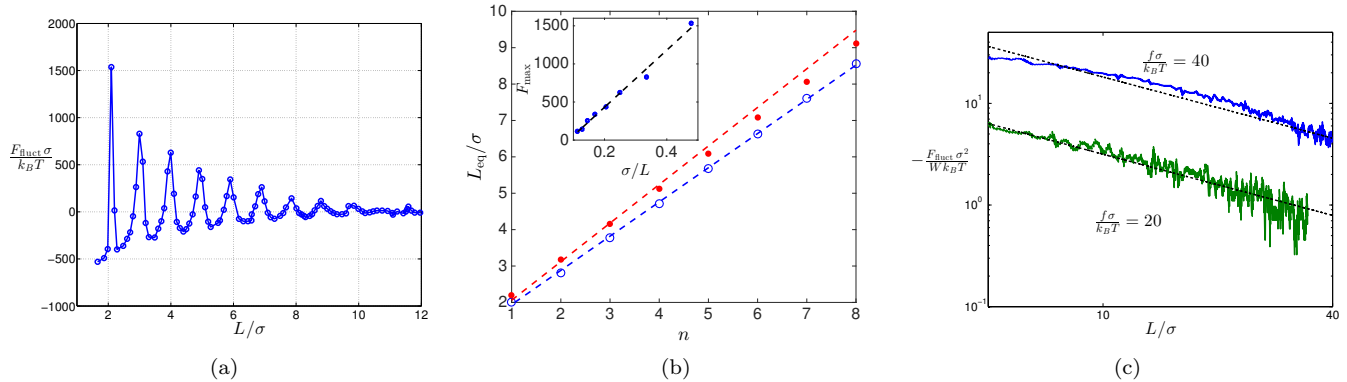 2000
1500
1000
500
0
−500
−1000
2 4 6 8 10 12
F_fluct σ / k_B T
L/σ
(a)
10
9
8
7
6
5
4
3
2
1 2 3 4 5 6 7 8
L_eq/σ
n
1500
1000
500
0
0.2 0.4
F_max
σ/L
(b)
10^1
10^0
10^−1
10 40
−F_fluct σ^2 / W k_B T
L/σ
fσ / k_B T = 40
fσ / k_B T = 20
(c)